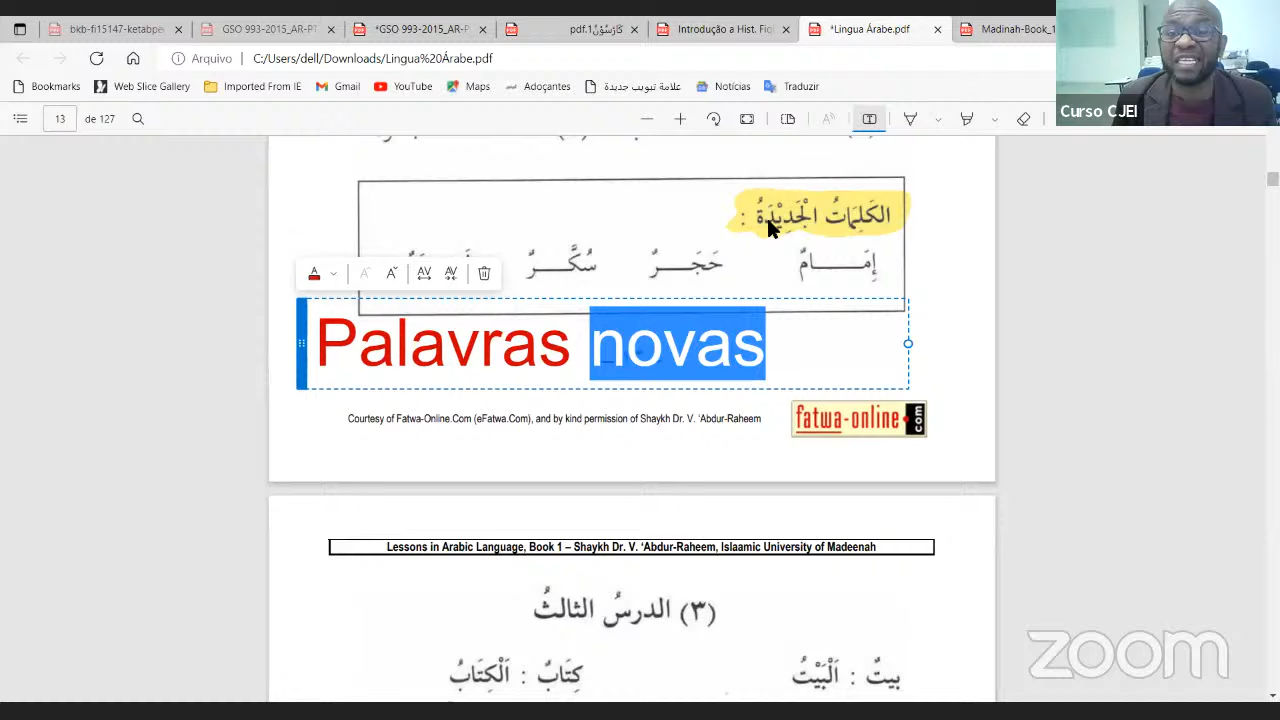 bkb-fi15147-ketabpe
GSO 993-2015_AR-PT
*GSO 993-2015_AR-P
كَارْسُوْنْ1.pdf
Introdução a Hist. Fio
*Lingua Árabe.pdf
Madinah-Book_1
Arquivo | C:/Users/dell/Downloads/Lingua%20Árabe.pdf
Bookmarks Web Slice Gallery Imported From IE Gmail YouTube Maps Adoçantes علامة تبويب جديدة Notícias Traduzir
13 de 127
Curso CJEI
الكَلِمَاتُ الْجَدِيْدَةُ :
إِمَـــــامٌ حَجَـــرٌ سُكَّـــرٌ
Palavras novas
Courtesy of Fatwa-Online.Com (eFatwa.Com), and by kind permission of Shaykh Dr. V. ‘Abdur-Raheem
fatwa-online.com
Lessons in Arabic Language, Book 1 – Shaykh Dr. V. ‘Abdur-Raheem, Islaamic University of Madeenah
(٣) الدرسُ الثالثُ
بيتٌ : اَلْبَيْتُ كِتَابٌ : اَلْكِتَابُ
zoom